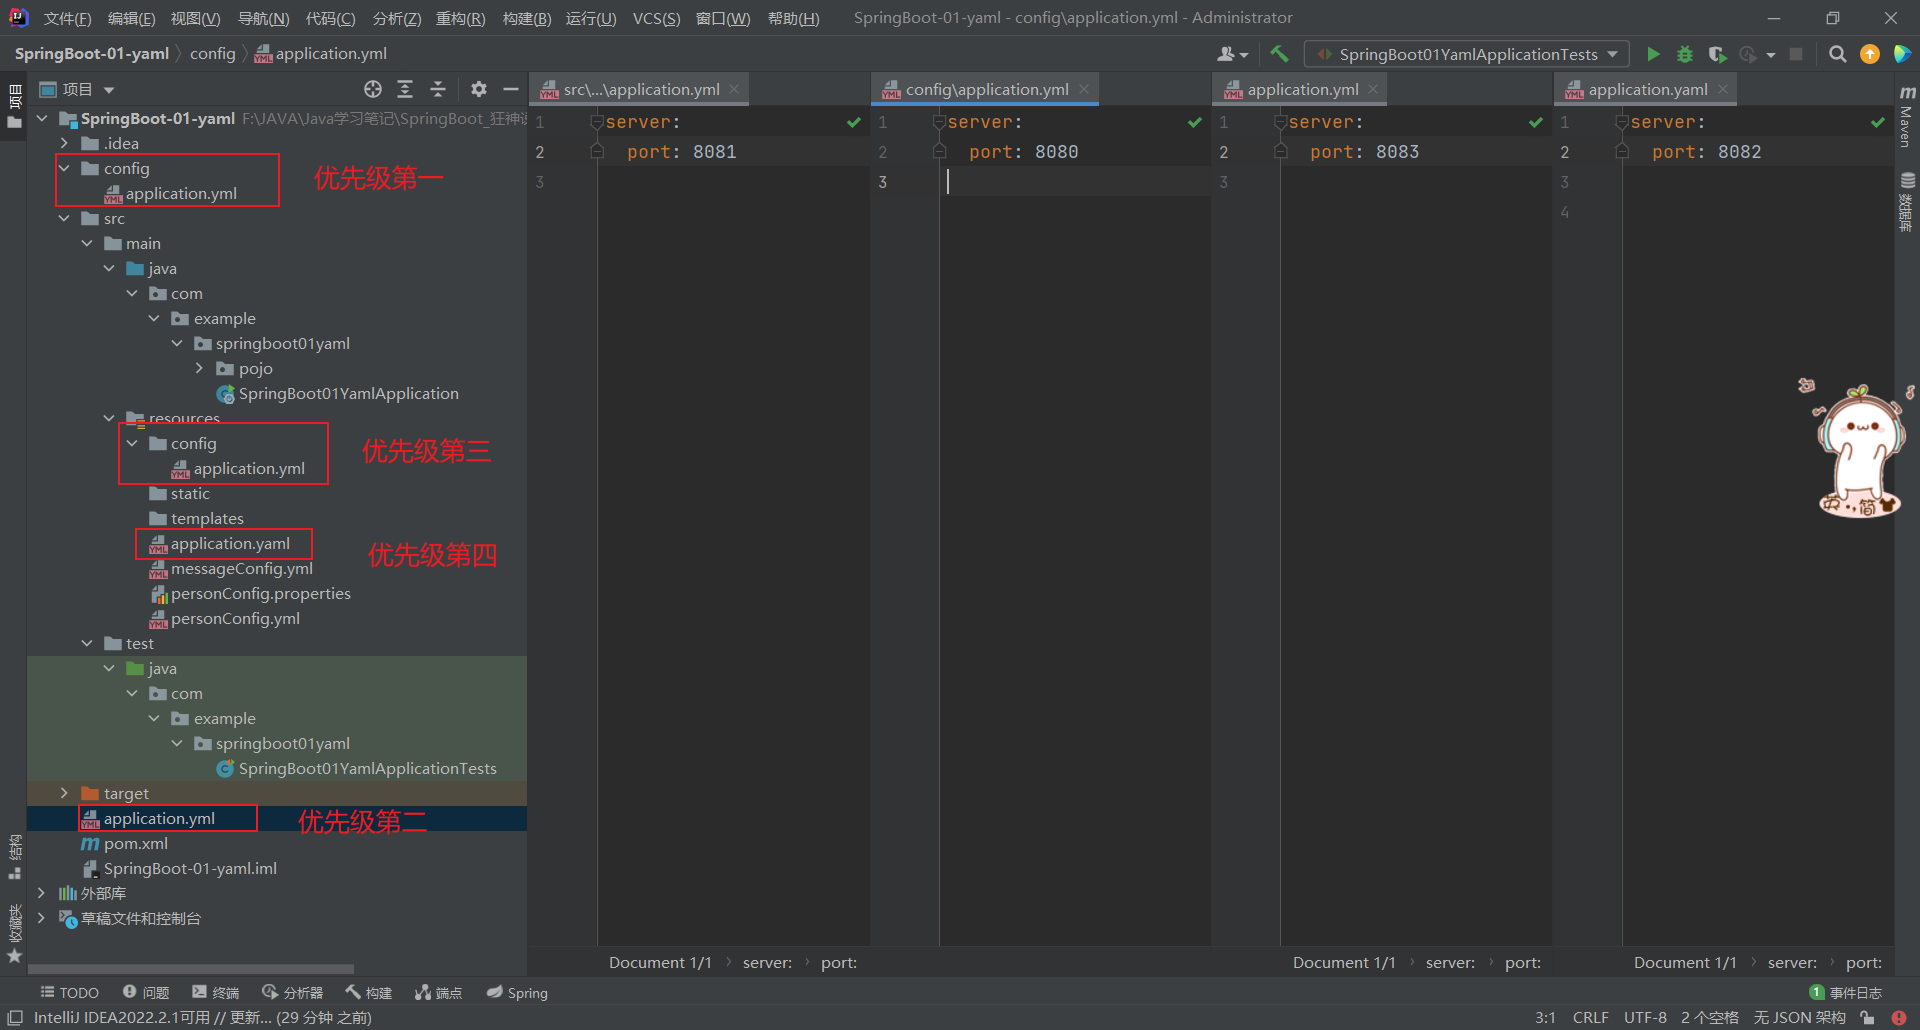 文件(F) 编辑(E) 视图(V) 导航(N) 代码(C) 分析(Z) 重构(R) 构建(B) 运行(U) VCS(S) 窗口(W) 帮助(H) SpringBoot-01-yaml - config\application.yml - Administrator
SpringBoot-01-yaml config application.yml SpringBoot01YamlApplicationTests
项目
项目
src\...\application.yml config\application.yml application.yml application.yaml
SpringBoot-01-yaml F:\JAVA\Java学习笔记\SpringBoot_狂神说
.idea
config
application.yml
优先级第一
src
main
java
com
example
springboot01yaml
pojo
SpringBoot01YamlApplication
resources
config
application.yml
优先级第三
static
templates
application.yaml
优先级第四
messageConfig.yml
personConfig.properties
personConfig.yml
test
java
com
example
springboot01yaml
SpringBoot01YamlApplicationTests
target
application.yml
优先级第二
pom.xml
SpringBoot-01-yaml.iml
外部库
草稿文件和控制台
结构
收藏夹
1 server:
2 port: 8081
3
1 server:
2 port: 8080
3
1 server:
2 port: 8083
3
1 server:
2 port: 8082
3
4
Maven
数据库
英 •, 简
Document 1/1 server: port:
Document 1/1 server: port:
Document 1/1 server: port:
TODO 问题 终端 分析器 构建 端点 Spring 1 事件日志
IntelliJ IDEA2022.2.1可用 // 更新... (29 分钟 之前) 3:1 CRLF UTF-8 2 个空格 无 JSON 架构